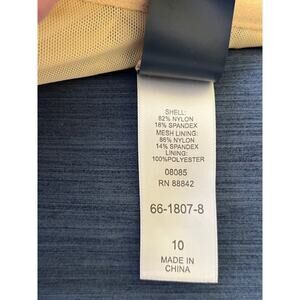 SHELL:
82% NYLON
18% SPANDEX
MESH LINING:
86% NYLON
14% SPANDEX
LINING:
100%POLYESTER
08085
RN 88842
66-1807-8
10
MADE IN
CHINA